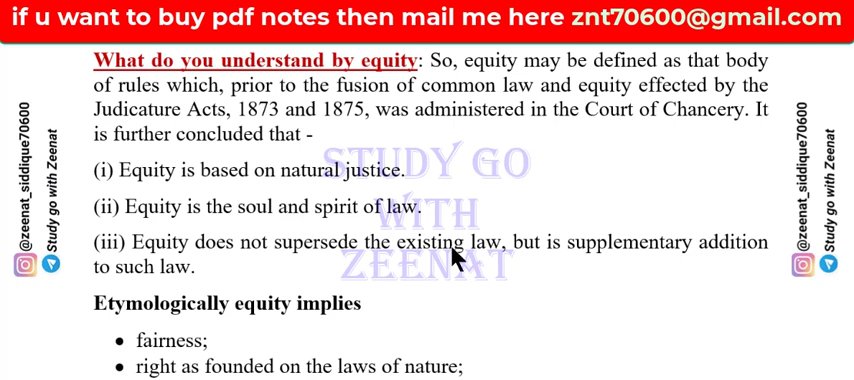 if u want to buy pdf notes then mail me here znt70600@gmail.com
What do you understand by equity: So, equity may be defined as that body
of rules which, prior to the fusion of common law and equity effected by the
Judicature Acts, 1873 and 1875, was administered in the Court of Chancery. It
is further concluded that -
(i) Equity is based on natural justice.
(ii) Equity is the soul and spirit of law.
(iii) Equity does not supersede the existing law, but is supplementary addition
to such law.
Etymologically equity implies
• fairness;
• right as founded on the laws of nature;
STUDY GO
WITH
ZEENAT
@zeenat_siddique70600
Study go with Zeenat
@zeenat_siddique70600
Study go with Zeenat